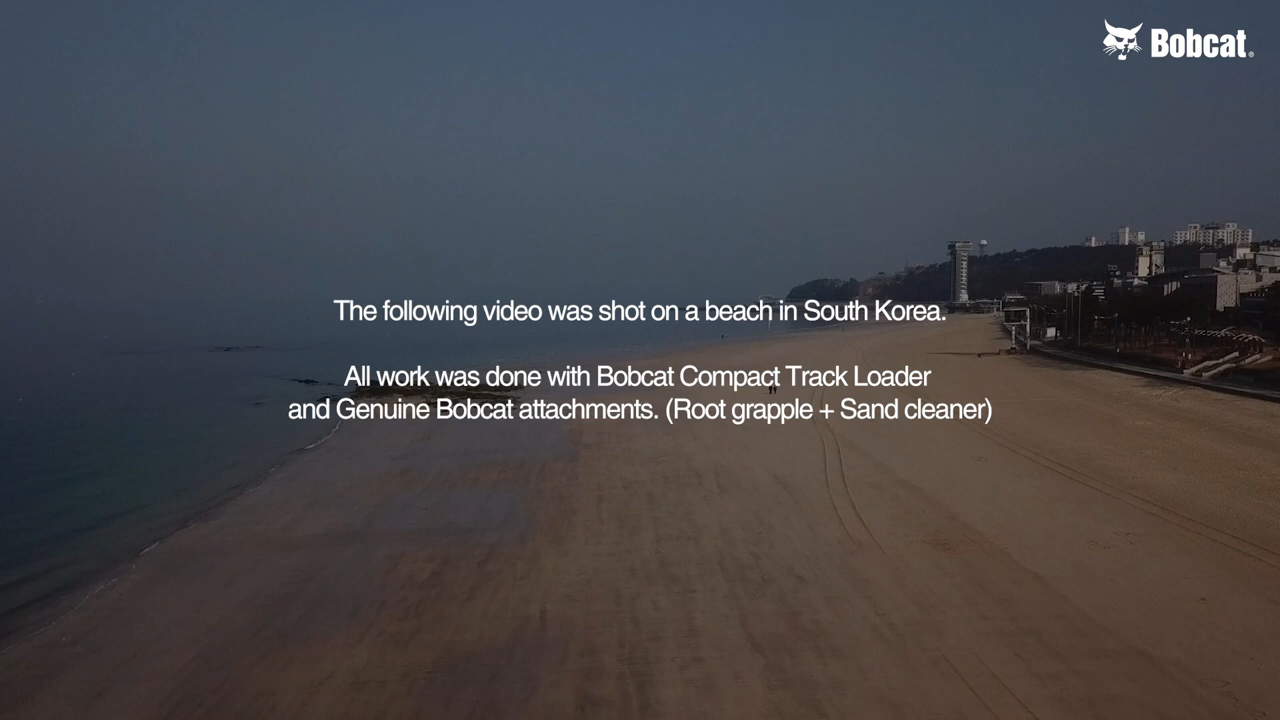 Bobcat®
The following video was shot on a beach in South Korea.
All work was done with Bobcat Compact Track Loader
and Genuine Bobcat attachments. (Root grapple + Sand cleaner)